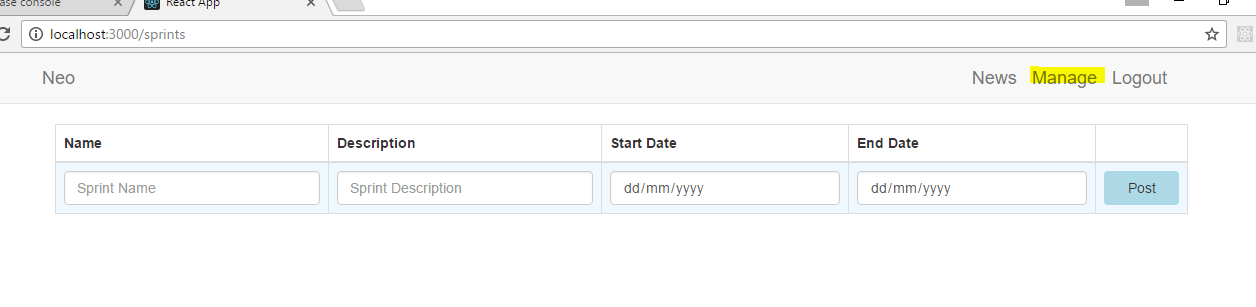 ase console React App
localhost:3000/sprints
Neo News Manage Logout
Name Description Start Date End Date
Sprint Name Sprint Description dd/mm/yyyy dd/mm/yyyy Post